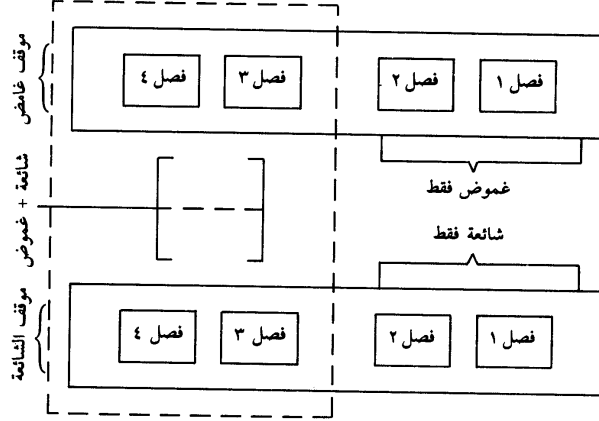 موقف غامض
فصل ١
فصل ٢
فصل ٣
فصل ٤
غموض فقط
شائعة + غموض
شائعة فقط
موقف الشائعة
فصل ١
فصل ٢
فصل ٣
فصل ٤